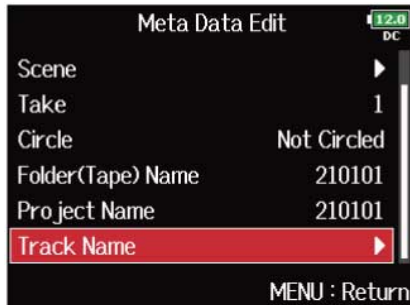 Meta Data Edit 12.0
DC
Scene
Take 1
Circle Not Circled
Folder(Tape) Name 210101
Project Name 210101
Track Name
MENU : Return